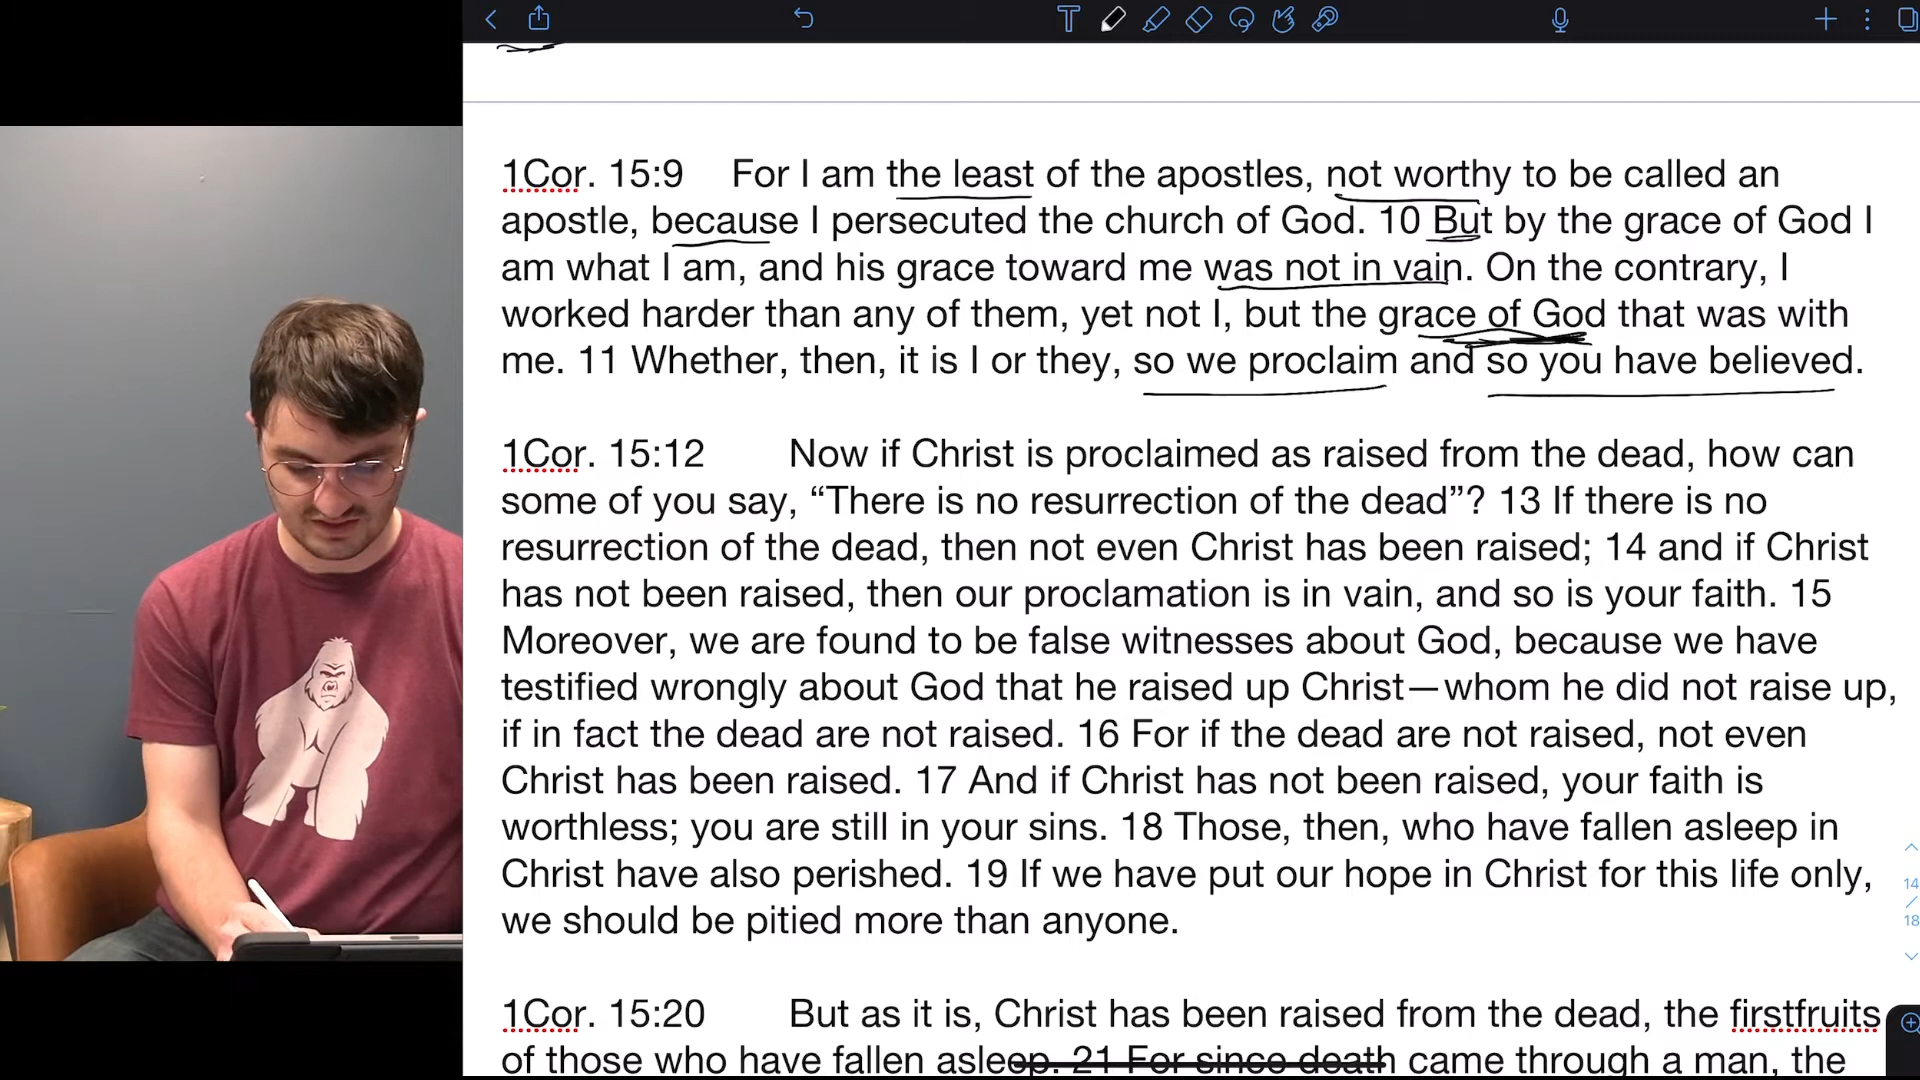 1Cor. 15:9 For I am the least of the apostles, not worthy to be called an
apostle, because I persecuted the church of God. 10 But by the grace of God I
am what I am, and his grace toward me was not in vain. On the contrary, I
worked harder than any of them, yet not I, but the grace of God that was with
me. 11 Whether, then, it is I or they, so we proclaim and so you have believed.
1Cor. 15:12 Now if Christ is proclaimed as raised from the dead, how can
some of you say, “There is no resurrection of the dead”? 13 If there is no
resurrection of the dead, then not even Christ has been raised; 14 and if Christ
has not been raised, then our proclamation is in vain, and so is your faith. 15
Moreover, we are found to be false witnesses about God, because we have
testified wrongly about God that he raised up Christ—whom he did not raise up,
if in fact the dead are not raised. 16 For if the dead are not raised, not even
Christ has been raised. 17 And if Christ has not been raised, your faith is
worthless; you are still in your sins. 18 Those, then, who have fallen asleep in
Christ have also perished. 19 If we have put our hope in Christ for this life only,
we should be pitied more than anyone.
1Cor. 15:20 But as it is, Christ has been raised from the dead, the firstfruits
of those who have fallen asleep. 21 For since death came through a man, the
14
/
18